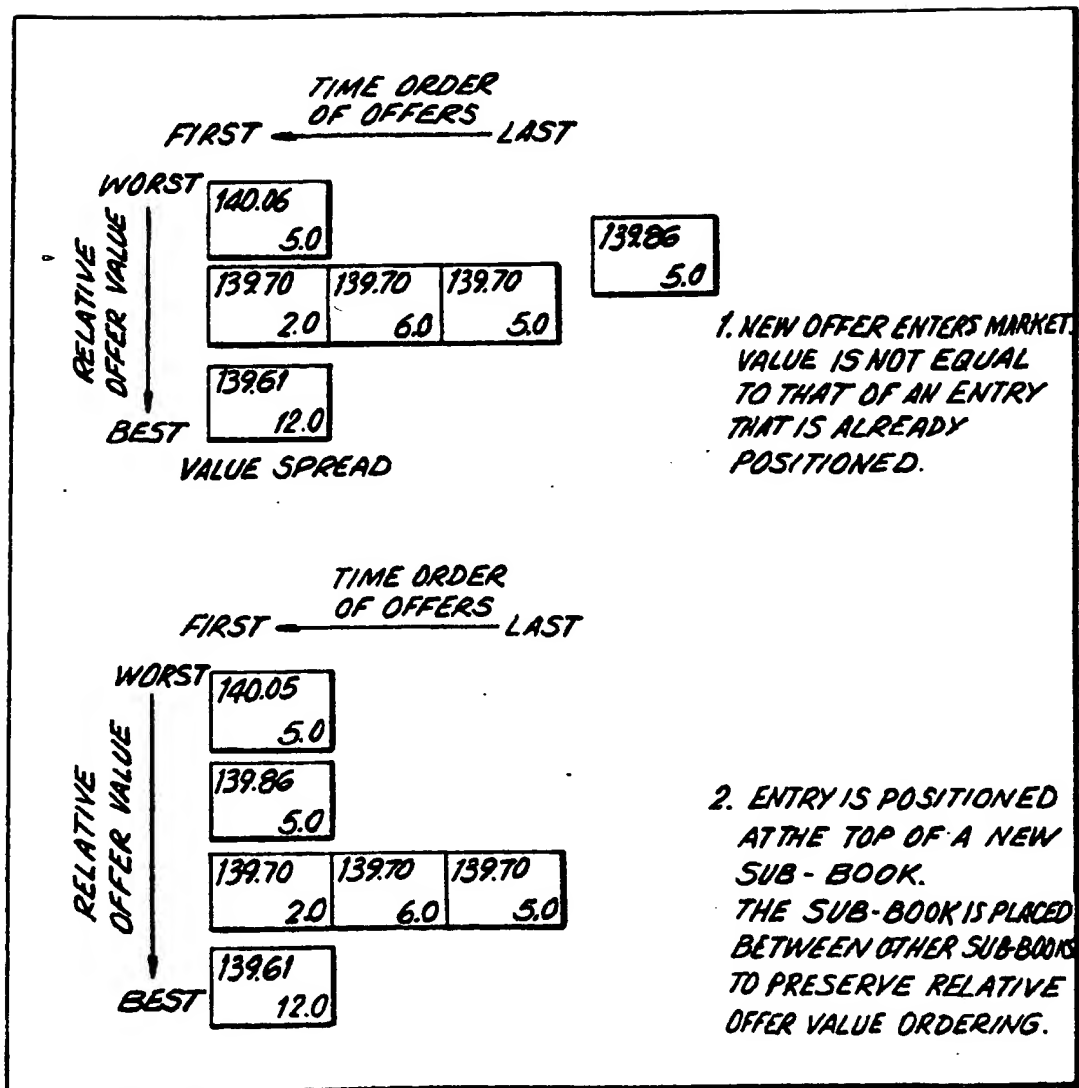 TIME ORDER
OF OFFERS
FIRST LAST
WORST
RELATIVE
OFFER VALUE
BEST
140.06
5.0
139.70 139.70 139.70
2.0 6.0 5.0
139.61
12.0
VALUE SPREAD
139.86
5.0
1. NEW OFFER ENTERS MARKET.
VALUE IS NOT EQUAL
TO THAT OF AN ENTRY
THAT IS ALREADY
POSITIONED.
TIME ORDER
OF OFFERS
FIRST LAST
WORST
RELATIVE
OFFER VALUE
BEST
140.05
5.0
139.86
5.0
139.70 139.70 139.70
2.0 6.0 5.0
139.61
12.0
2. ENTRY IS POSITIONED
AT THE TOP OF A NEW
SUB-BOOK.
THE SUB-BOOK IS PLACED
BETWEEN OTHER SUB-BOOKS
TO PRESERVE RELATIVE
OFFER VALUE ORDERING.